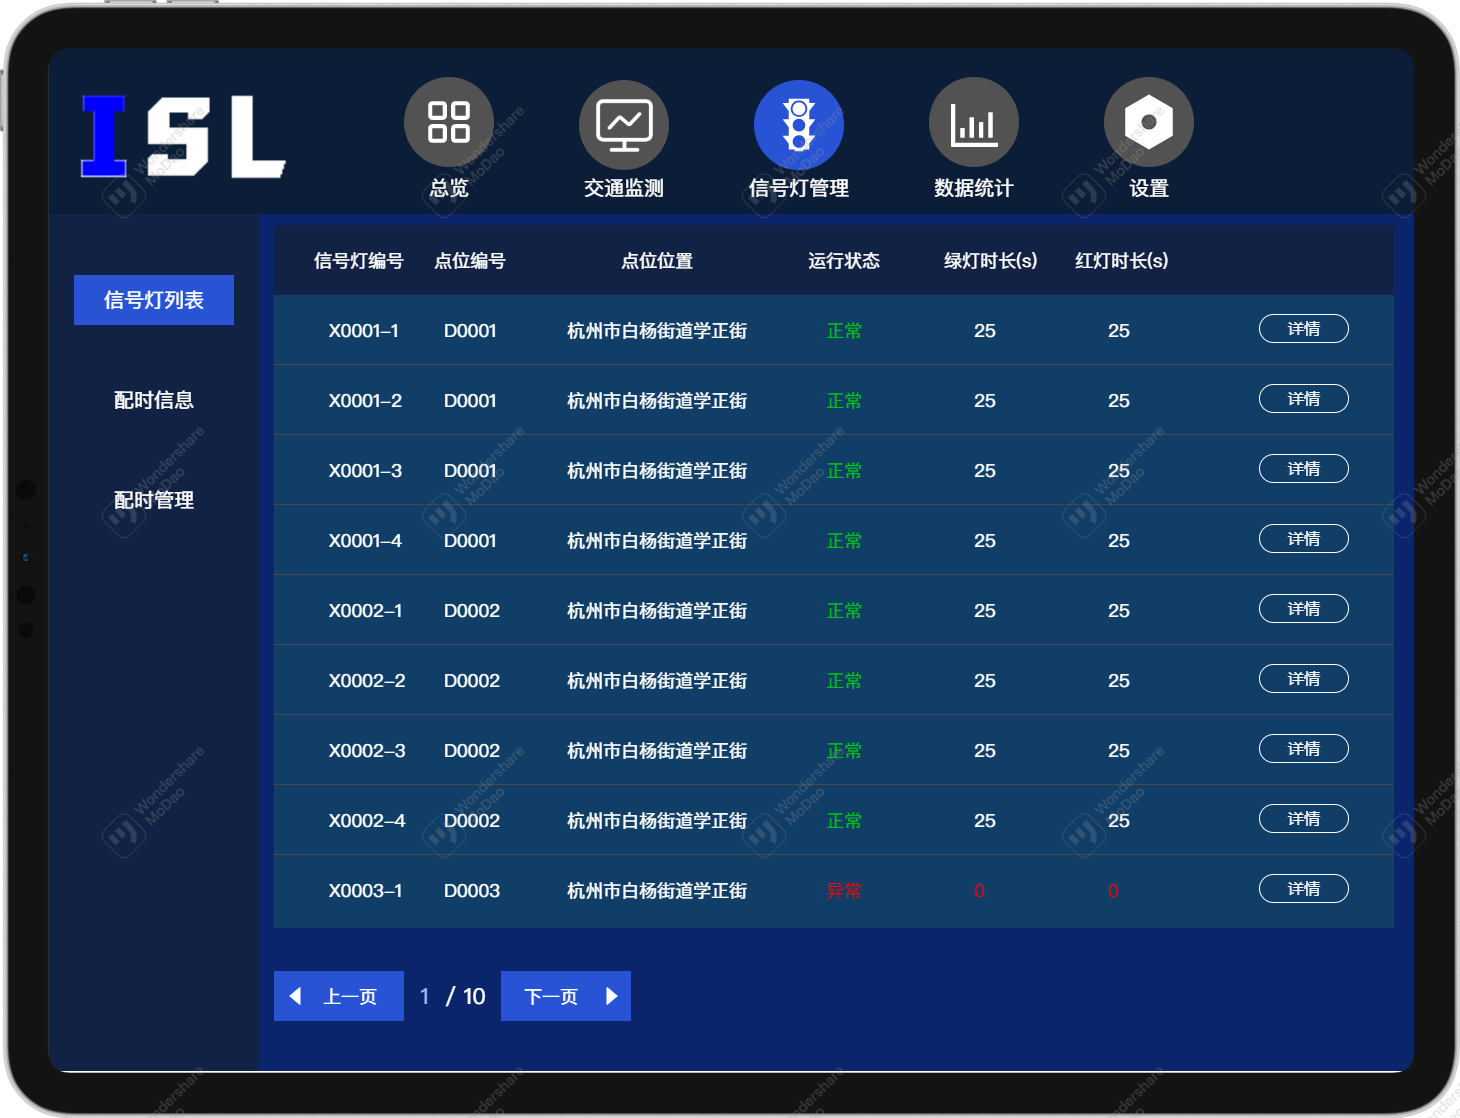 ISL
总览
交通监测
信号灯管理
数据统计
设置
信号灯列表
配时信息
配时管理
信号灯编号 点位编号 点位位置 运行状态 绿灯时长(s) 红灯时长(s)
X0001-1 D0001 杭州市白杨街道学正街 正常 25 25 详情
X0001-2 D0001 杭州市白杨街道学正街 正常 25 25 详情
X0001-3 D0001 杭州市白杨街道学正街 正常 25 25 详情
X0001-4 D0001 杭州市白杨街道学正街 正常 25 25 详情
X0002-1 D0002 杭州市白杨街道学正街 正常 25 25 详情
X0002-2 D0002 杭州市白杨街道学正街 正常 25 25 详情
X0002-3 D0002 杭州市白杨街道学正街 正常 25 25 详情
X0002-4 D0002 杭州市白杨街道学正街 正常 25 25 详情
X0003-1 D0003 杭州市白杨街道学正街 异常 0 0 详情
上一页 1 / 10 下一页
Wondershare
MoDao